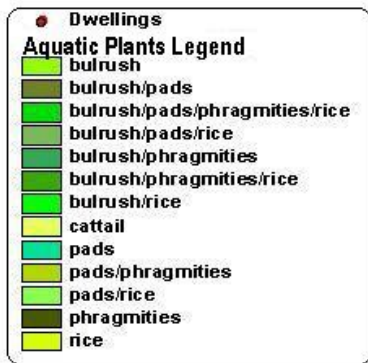 Dwellings
Aquatic Plants Legend
bulrush
bulrush/pads
bulrush/pads/phragmities/rice
bulrush/pads/rice
bulrush/phragmities
bulrush/phragmities/rice
bulrush/rice
cattail
pads
pads/phragmities
pads/rice
phragmities
rice